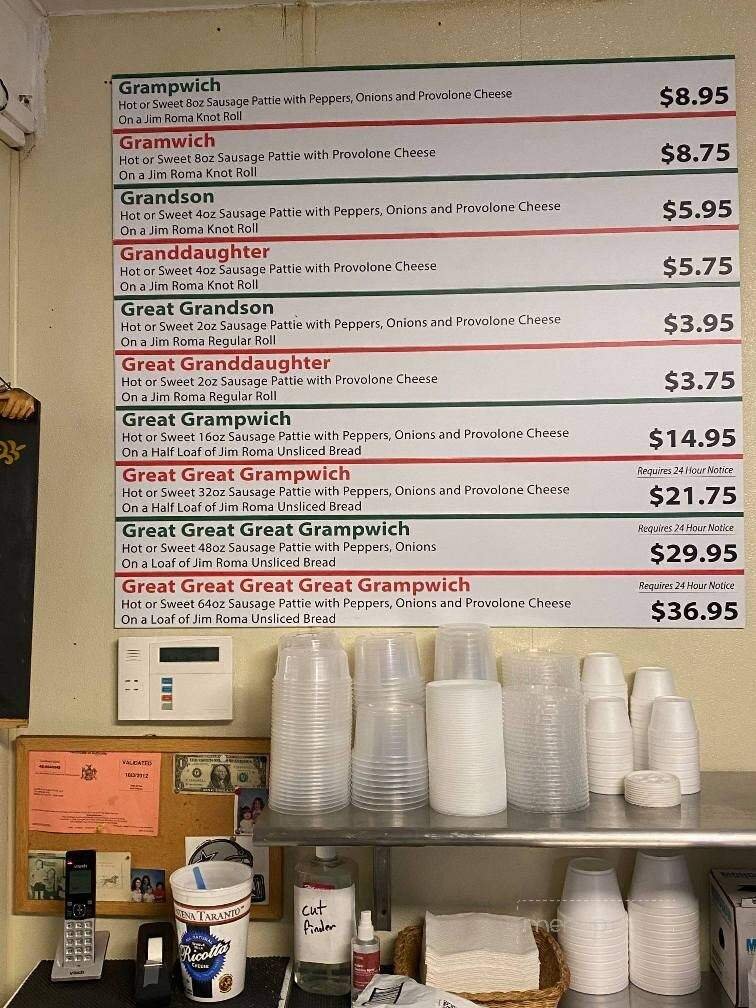 Grampwich
Hot or Sweet 8oz Sausage Pattie with Peppers, Onions and Provolone Cheese
On a Jim Roma Knot Roll
$8.95
Gramwich
Hot or Sweet 8oz Sausage Pattie with Provolone Cheese
On a Jim Roma Knot Roll
$8.75
Grandson
Hot or Sweet 4oz Sausage Pattie with Peppers, Onions and Provolone Cheese
On a Jim Roma Knot Roll
$5.95
Granddaughter
Hot or Sweet 4oz Sausage Pattie with Provolone Cheese
On a Jim Roma Knot Roll
$5.75
Great Grandson
Hot or Sweet 2oz Sausage Pattie with Peppers, Onions and Provolone Cheese
On a Jim Roma Regular Roll
$3.95
Great Granddaughter
Hot or Sweet 2oz Sausage Pattie with Provolone Cheese
On a Jim Roma Regular Roll
$3.75
Great Grampwich
Hot or Sweet 16oz Sausage Pattie with Peppers, Onions and Provolone Cheese
On a Half Loaf of Jim Roma Unsliced Bread
$14.95
Great Great Grampwich
Hot or Sweet 32oz Sausage Pattie with Peppers, Onions and Provolone Cheese
On a Half Loaf of Jim Roma Unsliced Bread
Requires 24 Hour Notice
$21.75
Great Great Great Grampwich
Hot or Sweet 48oz Sausage Pattie with Peppers, Onions
On a Loaf of Jim Roma Unsliced Bread
Requires 24 Hour Notice
$29.95
Great Great Great Great Grampwich
Hot or Sweet 64oz Sausage Pattie with Peppers, Onions and Provolone Cheese
On a Loaf of Jim Roma Unsliced Bread
Requires 24 Hour Notice
$36.95
VALIDATED
TARANTO
Ricotta
CHEESE
cut
finder
vtech